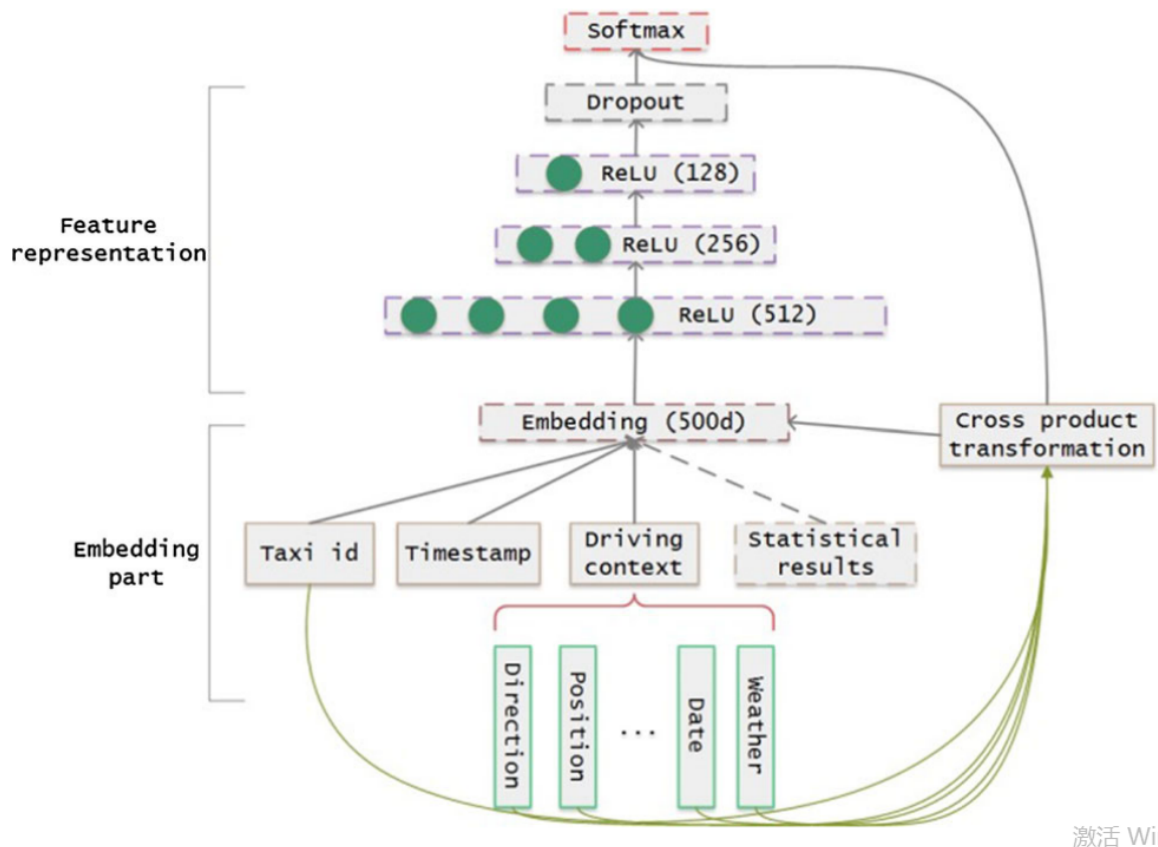 Softmax
Dropout
ReLU (128)
Feature
representation
ReLU (256)
ReLU (512)
Embedding (500d)
Cross product
transformation
Embedding
part
Taxi id
Timestamp
Driving
context
Statistical
results
Direction
Position
...
Date
Weather
激活 Wi